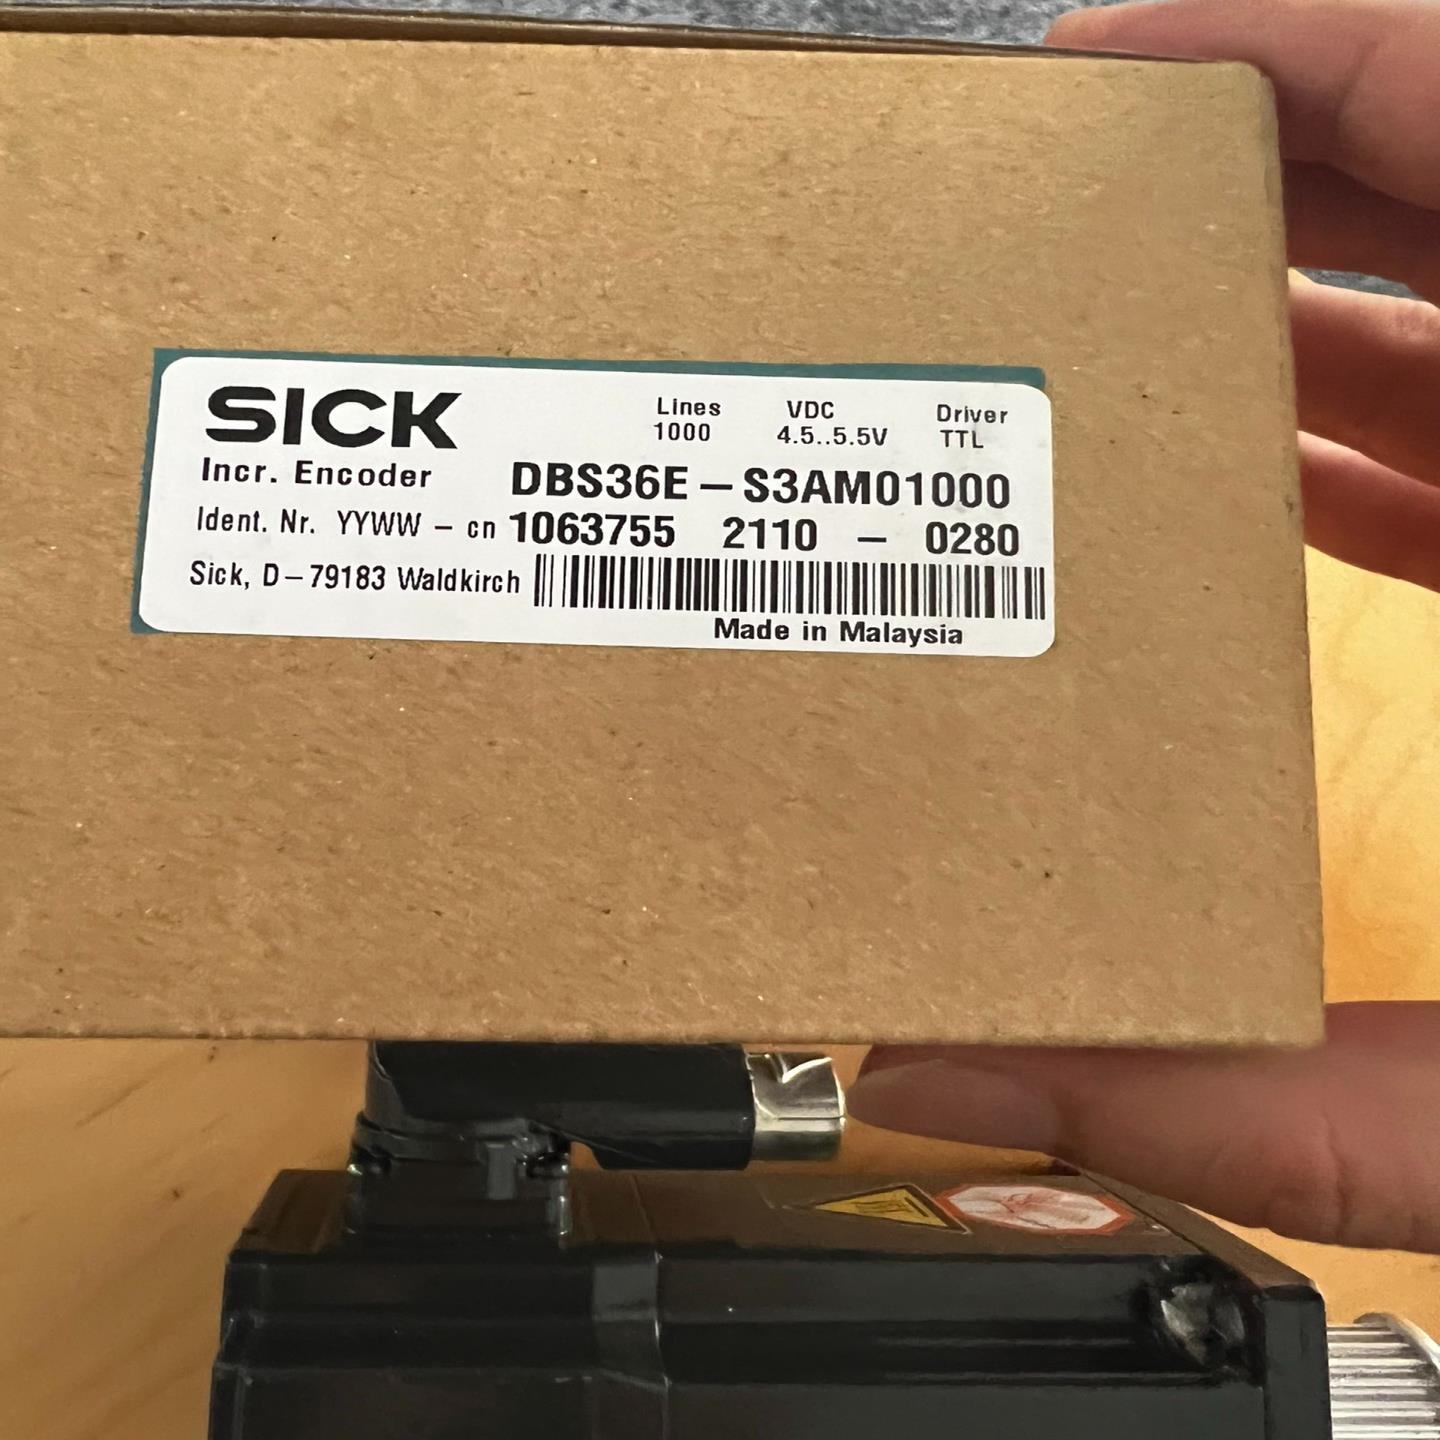 SICK
Lines VDC Driver
1000 4.5..5.5V TTL
Incr. Encoder DBS36E – S3AM01000
Ident. Nr. YYWW – cn 1063755 2110 – 0280
Sick, D–79183 Waldkirch
Made in Malaysia